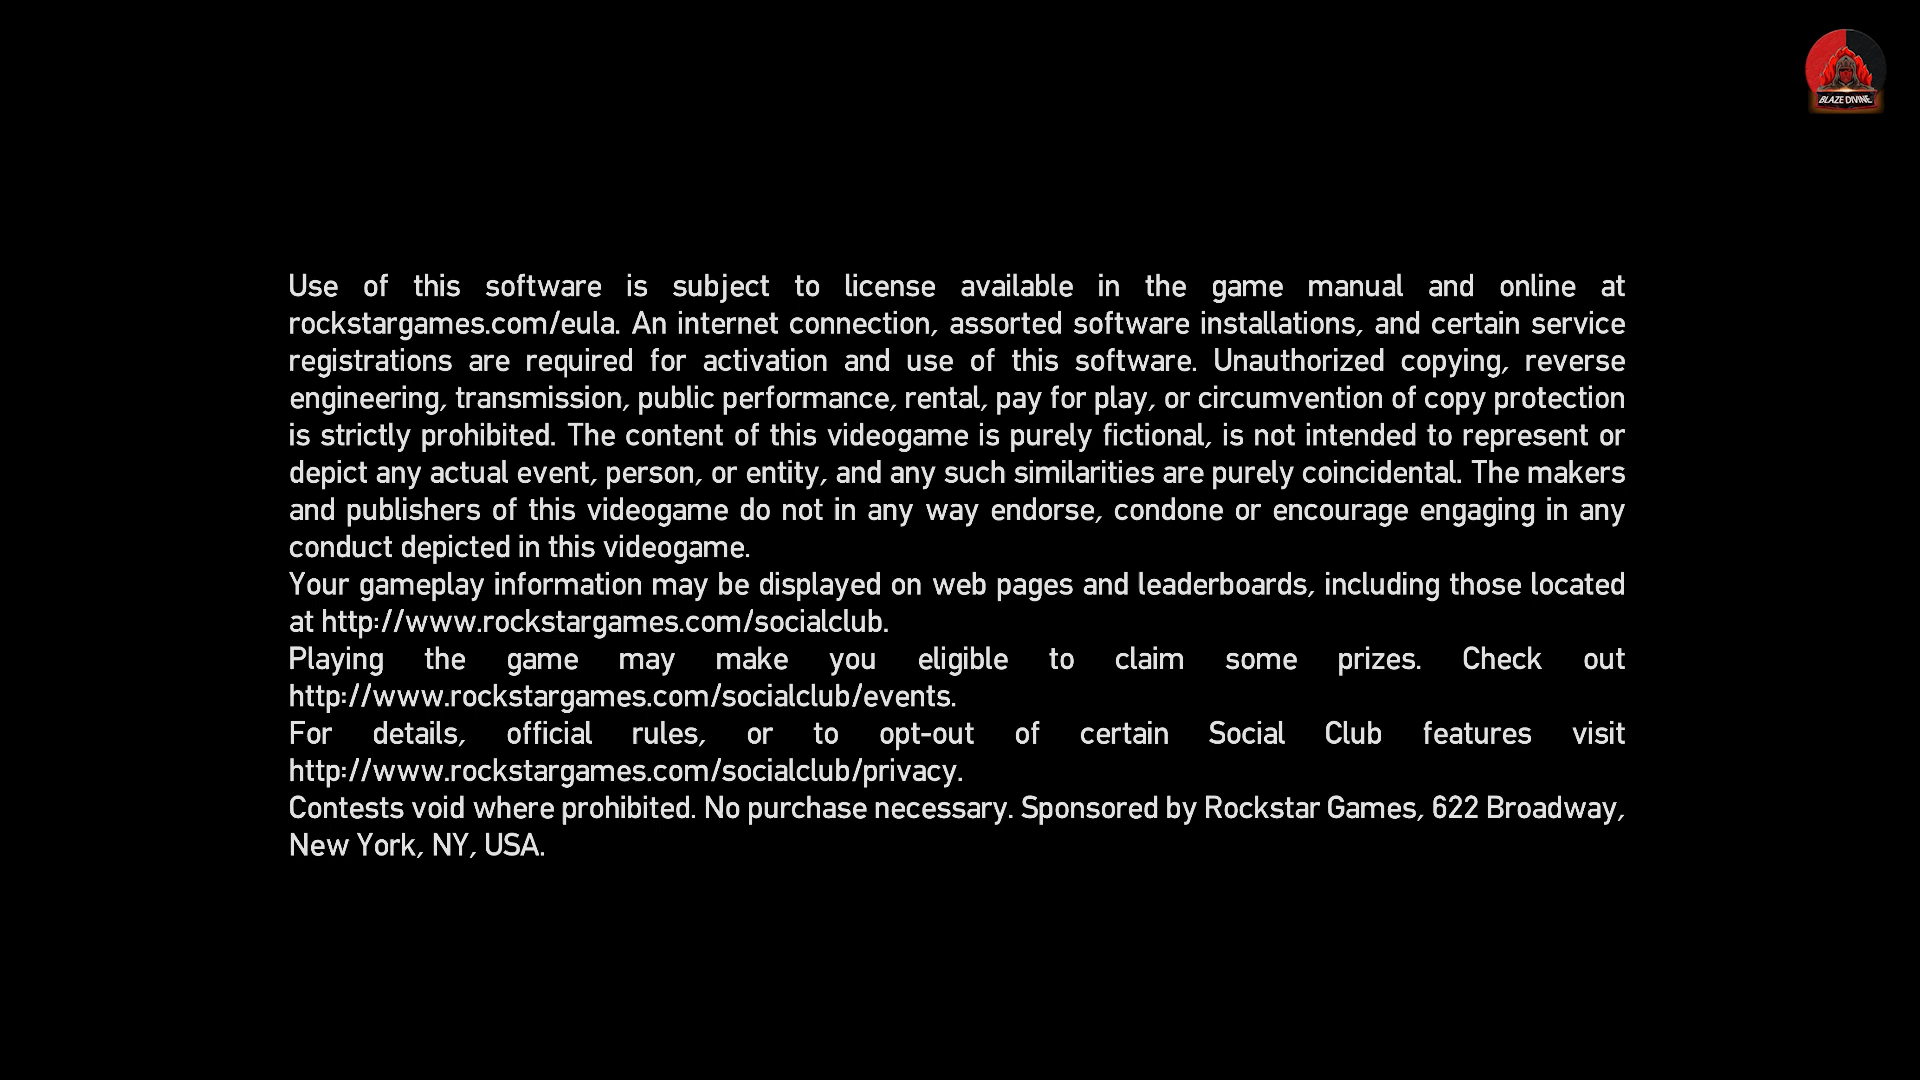 BLAZE DIVINE
Use of this software is subject to license available in the game manual and online at
rockstargames.com/eula. An internet connection, assorted software installations, and certain service
registrations are required for activation and use of this software. Unauthorized copying, reverse
engineering, transmission, public performance, rental, pay for play, or circumvention of copy protection
is strictly prohibited. The content of this videogame is purely fictional, is not intended to represent or
depict any actual event, person, or entity, and any such similarities are purely coincidental. The makers
and publishers of this videogame do not in any way endorse, condone or encourage engaging in any
conduct depicted in this videogame.
Your gameplay information may be displayed on web pages and leaderboards, including those located
at http://www.rockstargames.com/socialclub.
Playing the game may make you eligible to claim some prizes. Check out
http://www.rockstargames.com/socialclub/events.
For details, official rules, or to opt-out of certain Social Club features visit
http://www.rockstargames.com/socialclub/privacy.
Contests void where prohibited. No purchase necessary. Sponsored by Rockstar Games, 622 Broadway,
New York, NY, USA.